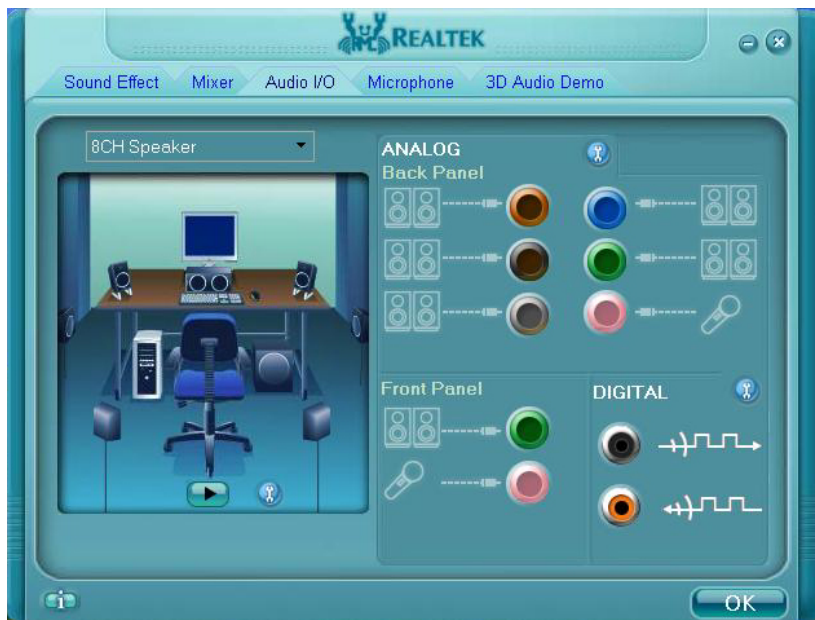 REALTEK
Sound Effect Mixer Audio I/O Microphone 3D Audio Demo
8CH Speaker
ANALOG
Back Panel
Front Panel
DIGITAL
i
OK